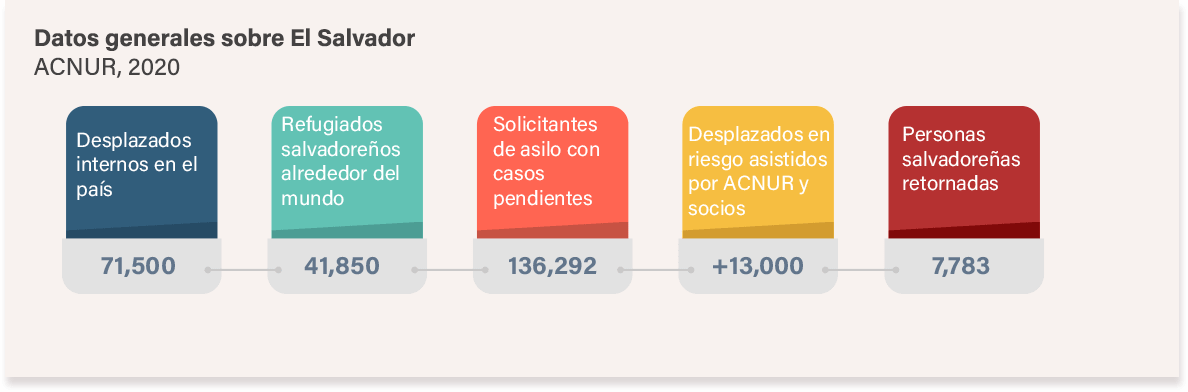 Datos generales sobre El Salvador
ACNUR, 2020
Desplazados
internos en el
país
71,500
Refugiados
salvadoreños
alrededor del
mundo
41,850
Solicitantes
de asilo con
casos
pendientes
136,292
Desplazados en
riesgo asistidos
por ACNUR y
socios
+13,000
Personas
salvadoreñas
retornadas
7,783